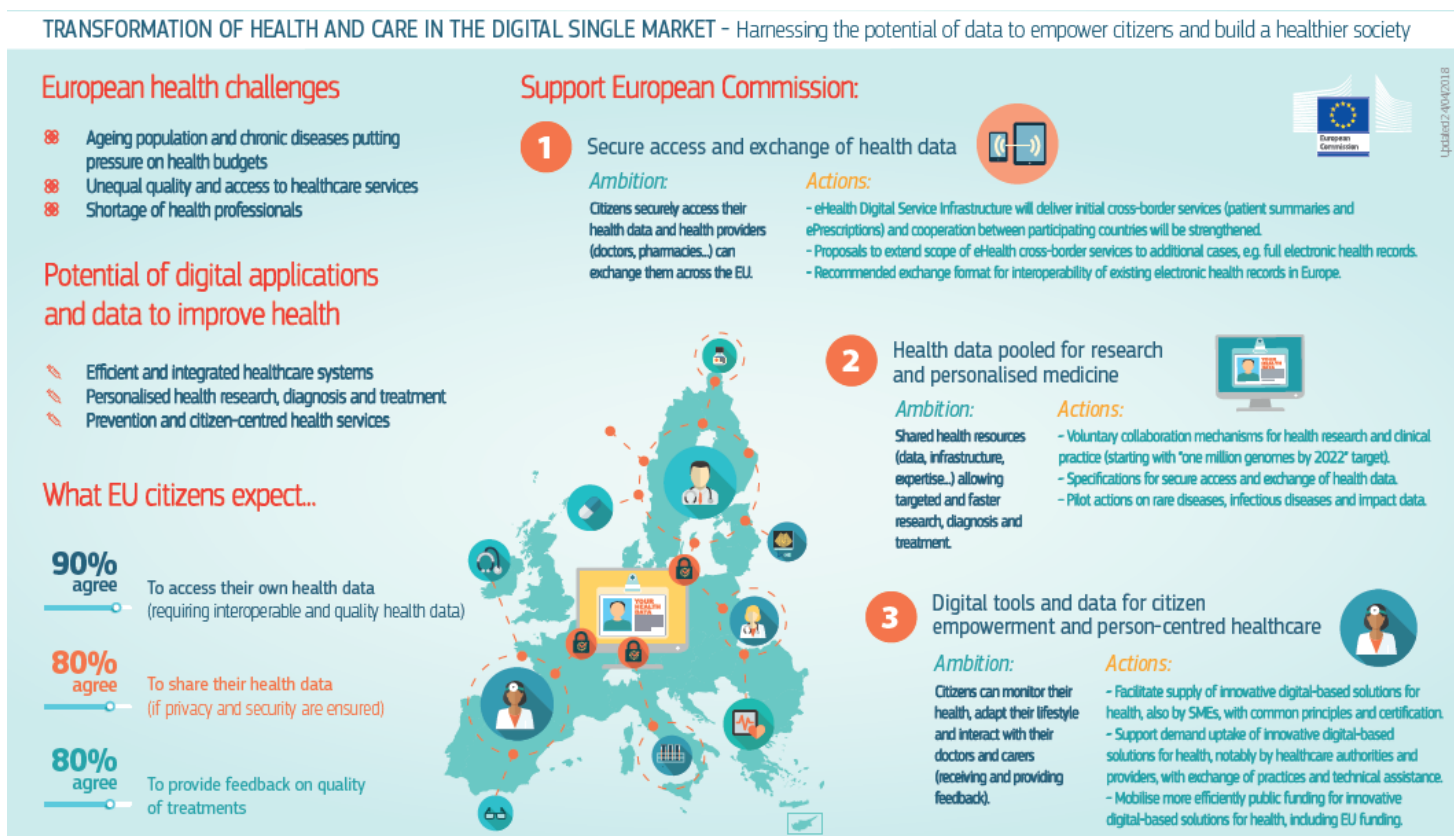 TRANSFORMATION OF HEALTH AND CARE IN THE DIGITAL SINGLE MARKET - Harnessing the potential of data to empower citizens and build a healthier society
European health challenges
Ageing population and chronic diseases putting
pressure on health budgets
Unequal quality and access to healthcare services
Shortage of health professionals
Potential of digital applications
and data to improve health
Efficient and integrated healthcare systems
Personalised health research, diagnosis and treatment
Prevention and citizen-centred health services
What EU citizens expect...
90%
agree
To access their own health data
(requiring interoperable and quality health data)
80%
agree
To share their health data
(if privacy and security are ensured)
80%
agree
To provide feedback on quality
of treatments
Support European Commission:
1
Secure access and exchange of health data
Ambition:
Citizens securely access their
health data and health providers
(doctors, pharmacies...) can
exchange them across the EU.
Actions:
- eHealth Digital Service Infrastructure will deliver initial cross-border services (patient summaries and
ePrescriptions) and cooperation between participating countries will be strengthened.
- Proposals to extend scope of eHealth cross-border services to additional cases, e.g. full electronic health records.
- Recommended exchange format for interoperability of existing electronic health records in Europe.
European
Commission
Updated 24/04/2018
2
Health data pooled for research
and personalised medicine
YOUR
HEALTH
DATA
Ambition:
Shared health resources
(data, infrastructure,
expertise...) allowing
targeted and faster
research, diagnosis and
treatment.
Actions:
- Voluntary collaboration mechanisms for health research and clinical
practice (starting with "one million genomes by 2022" target).
- Specifications for secure access and exchange of health data.
- Pilot actions on rare diseases, infectious diseases and impact data.
YOUR
HEALTH
DATA
3
Digital tools and data for citizen
empowerment and person-centred healthcare
Ambition:
Citizens can monitor their
health, adapt their lifestyle
and interact with their
doctors and carers
(receiving and providing
feedback).
Actions:
- Facilitate supply of innovative digital-based solutions for
health, also by SMEs, with common principles and certification.
- Support demand uptake of innovative digital-based
solutions for health, notably by healthcare authorities and
providers, with exchange of practices and technical assistance.
- Mobilise more efficiently public funding for innovative
digital-based solutions for health, including EU funding.